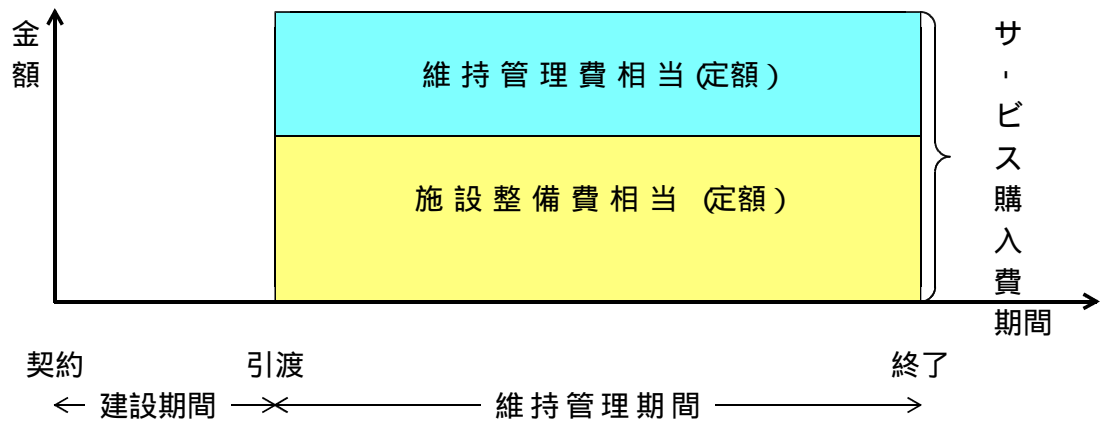 金額
維持管理費相当(定額)
施設整備費相当 (定額)
サ-ビス購入費
期間
契約
引渡
終了
建設期間
維持管理期間